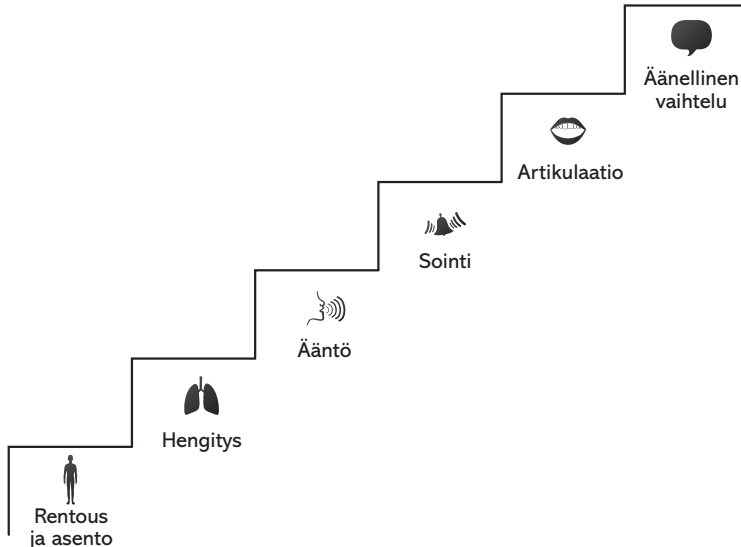 Äänellinen
vaihtelu
Artikulaatio
Sointi
Ääntö
Hengitys
Rentous
ja asento